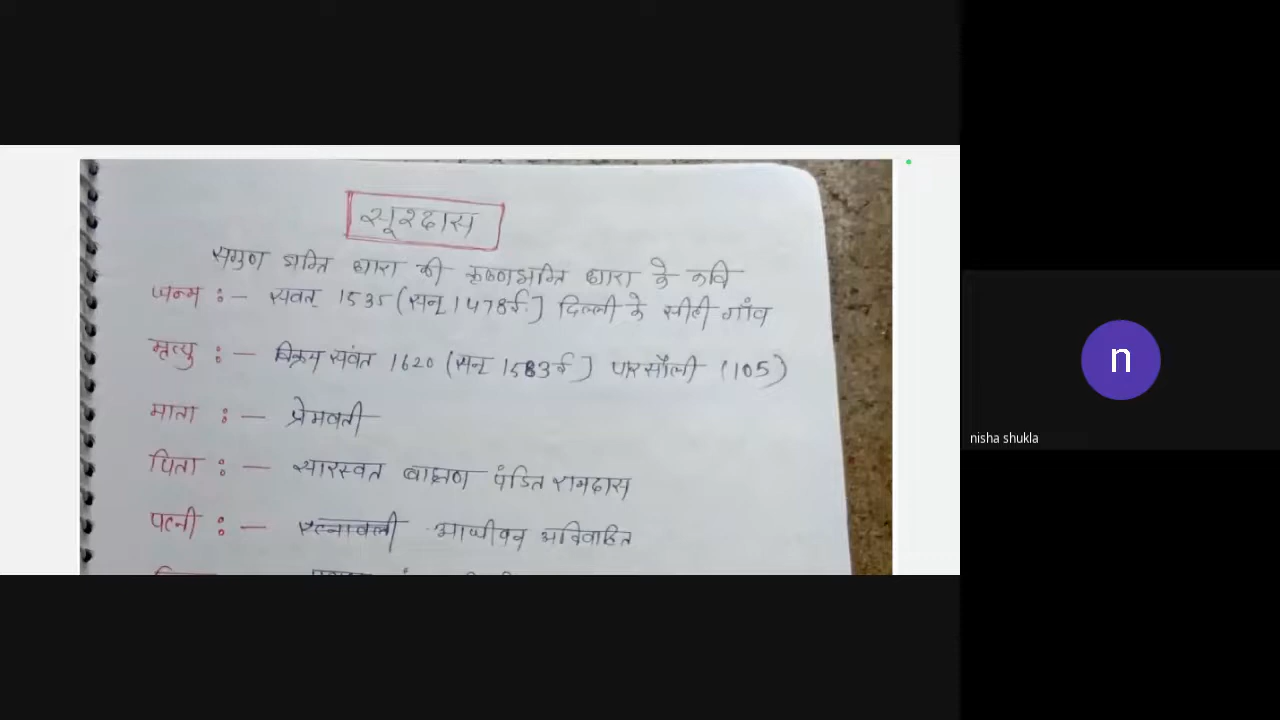 सूरदास
सगुण भक्ति धारा की कृष्णभक्ति धारा के कवि
जन्म :- सवत् 1535 (सन् 1478ई.) दिल्ली के सीही गाँव
मृत्यु :- विक्रम संवत 1620 (सन् 1583ई) पारसौली (105)
माता :- प्रेमवती
पिता :- सारस्वत ब्राह्मण पंडित रामदास
पत्नी :- रत्नावली आजीवन अविवाहित
n
nisha shukla